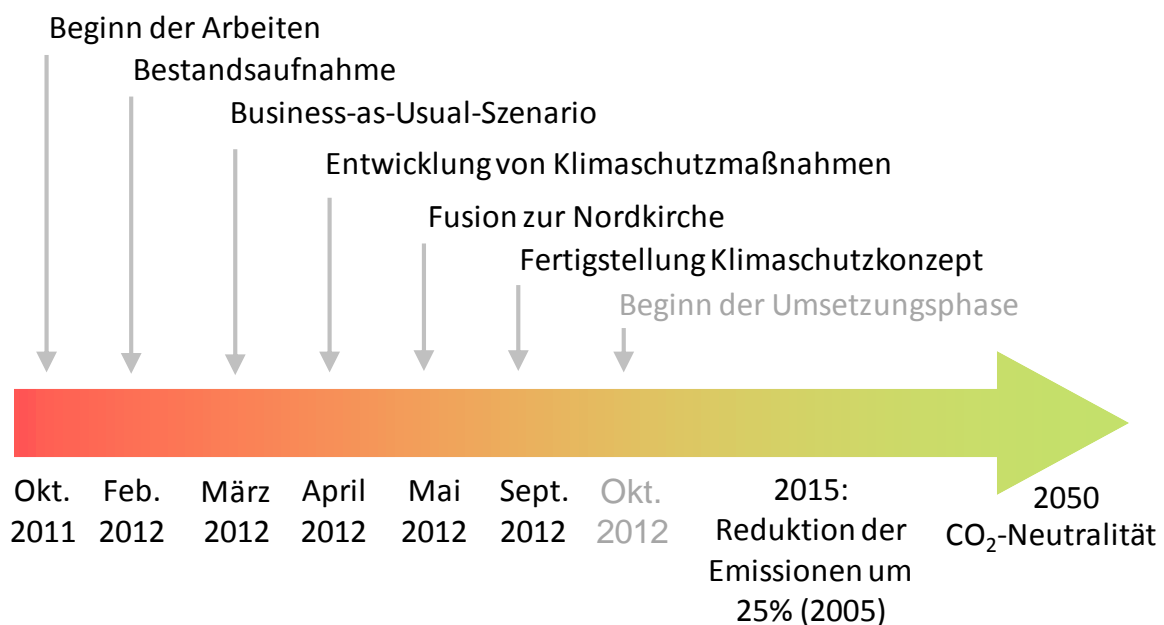 Beginn der Arbeiten
Bestandsaufnahme
Business-as-Usual-Szenario
Entwicklung von Klimaschutzmaßnahmen
Fusion zur Nordkirche
Fertigstellung Klimaschutzkonzept
Beginn der Umsetzungsphase
Okt.
2011
Feb.
2012
März
2012
April
2012
Mai
2012
Sept.
2012
Okt.
2012
2015:
Reduktion der
Emissionen um
25% (2005)
2050
CO₂-Neutralität